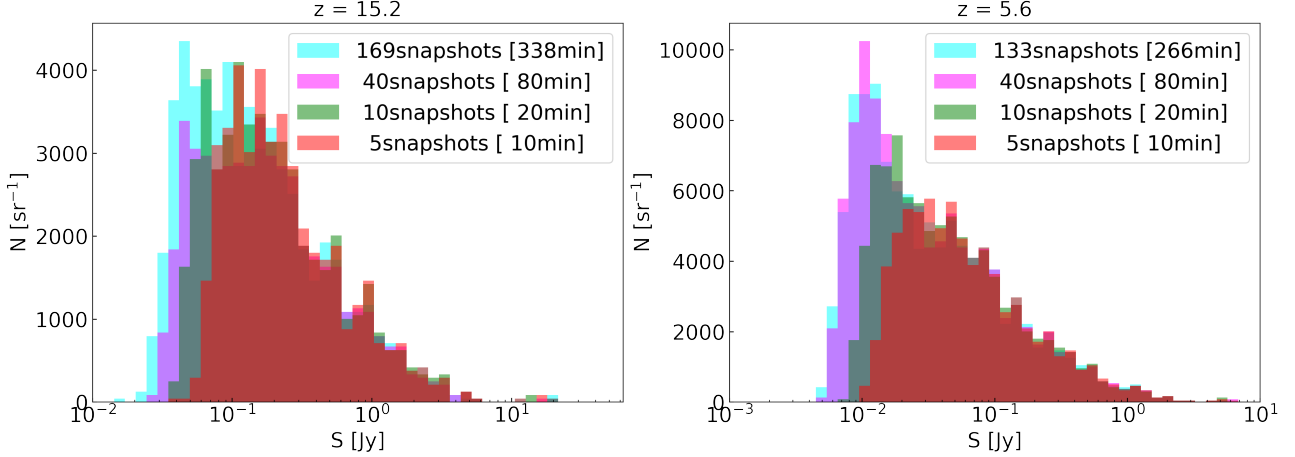 z = 15.2
N [sr⁻¹]
4000
3000
2000
1000
0
169snapshots [338min]
40snapshots [ 80min]
10snapshots [ 20min]
5snapshots [ 10min]
10⁻² 10⁻¹ 10⁰ 10¹
S [Jy]
z = 5.6
N [sr⁻¹]
10000
8000
6000
4000
2000
0
133snapshots [266min]
40snapshots [ 80min]
10snapshots [ 20min]
5snapshots [ 10min]
10⁻³ 10⁻² 10⁻¹ 10⁰ 10¹
S [Jy]